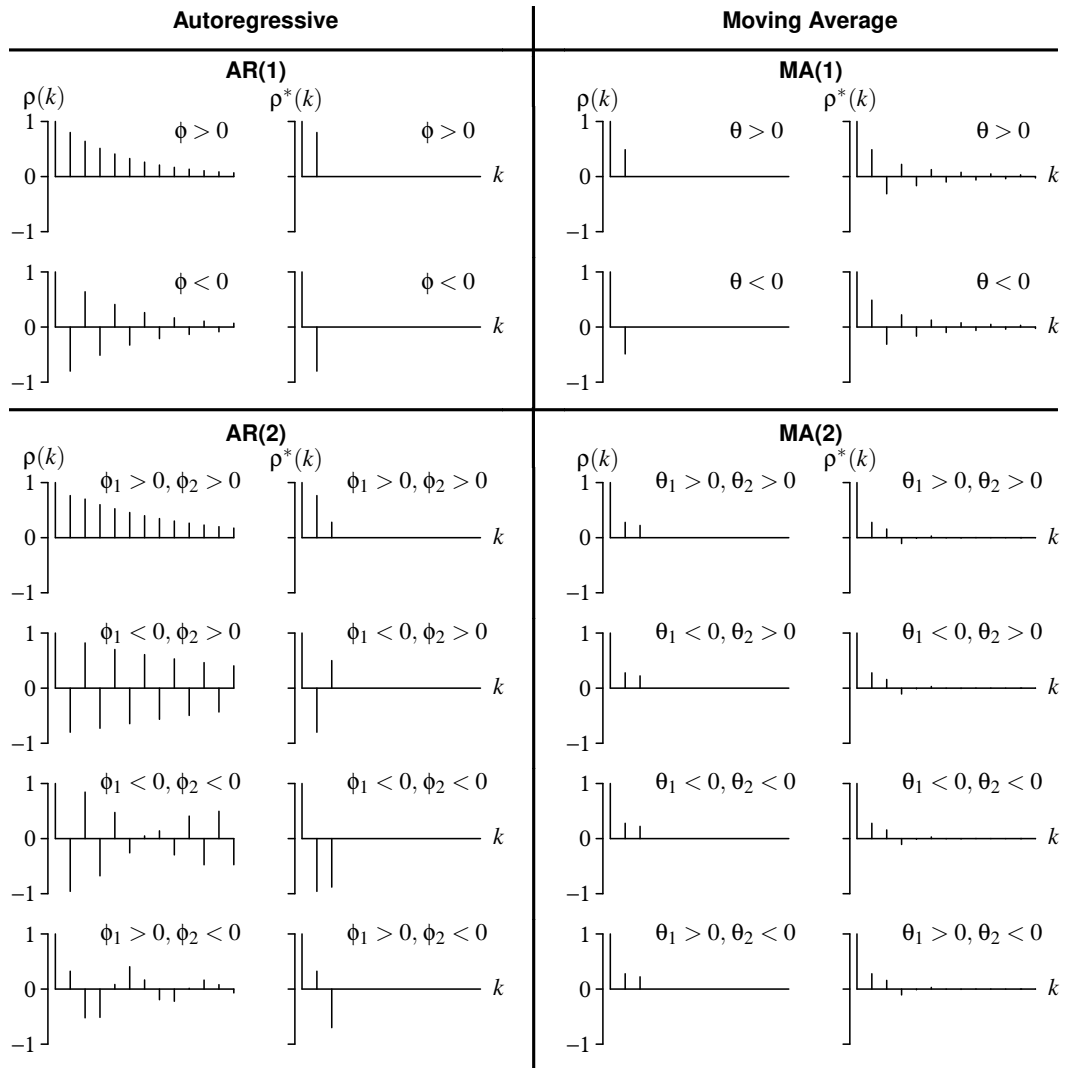 Autoregressive Moving Average
AR(1) MA(1)
ρ(k) ρ*(k) ρ(k) ρ*(k)
1 ϕ > 0 ϕ > 0 1 θ > 0 θ > 0
0 k 0 k
−1 −1
1 ϕ < 0 ϕ < 0 1 θ < 0 θ < 0
0 k 0 k
−1 −1
AR(2) MA(2)
ρ(k) ρ*(k) ρ(k) ρ*(k)
1 ϕ₁ > 0, ϕ₂ > 0 ϕ₁ > 0, ϕ₂ > 0 1 θ₁ > 0, θ₂ > 0 θ₁ > 0, θ₂ > 0
0 k 0 k
−1 −1
1 ϕ₁ < 0, ϕ₂ > 0 ϕ₁ < 0, ϕ₂ > 0 1 θ₁ < 0, θ₂ > 0 θ₁ < 0, θ₂ > 0
0 k 0 k
−1 −1
1 ϕ₁ < 0, ϕ₂ < 0 ϕ₁ < 0, ϕ₂ < 0 1 θ₁ < 0, θ₂ < 0 θ₁ < 0, θ₂ < 0
0 k 0 k
−1 −1
1 ϕ₁ > 0, ϕ₂ < 0 ϕ₁ > 0, ϕ₂ < 0 1 θ₁ > 0, θ₂ < 0 θ₁ > 0, θ₂ < 0
0 k 0 k
−1 −1